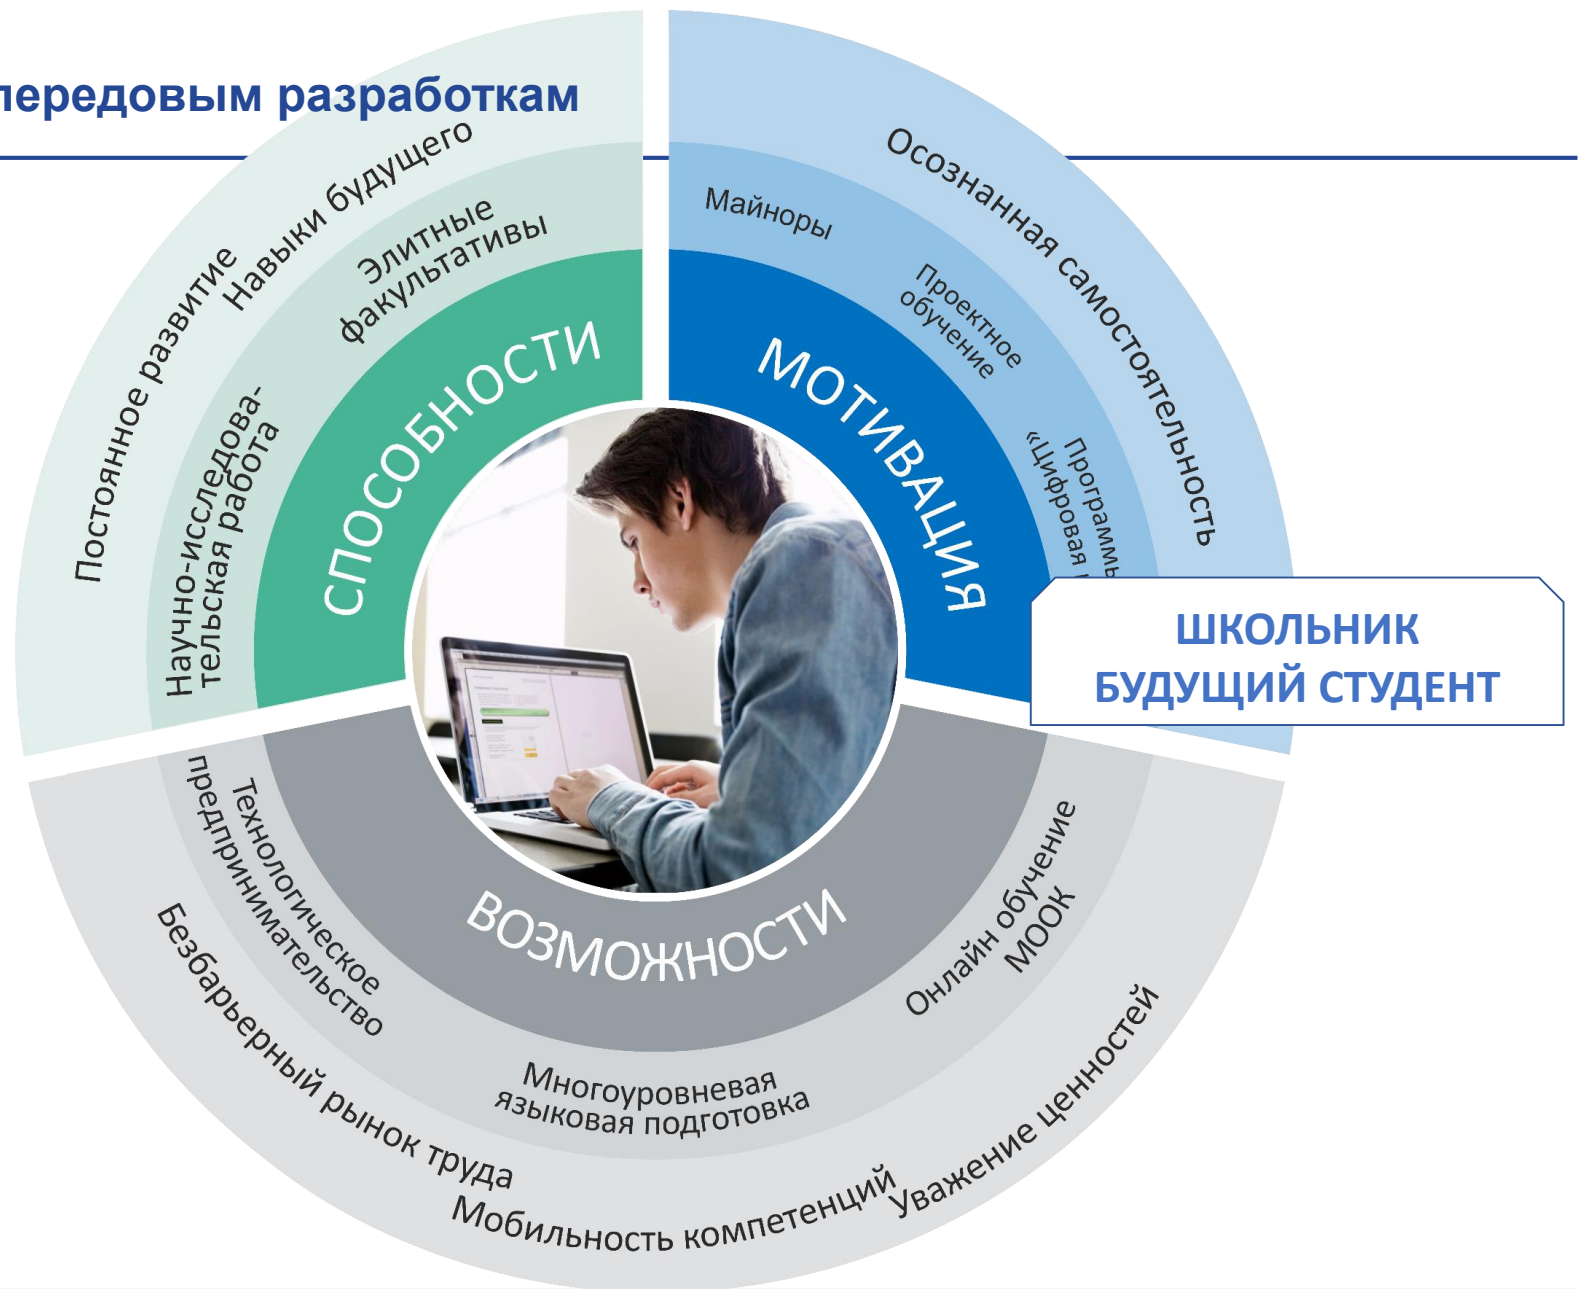 передовым разработкам
Постоянное развитие
Навыки будущего
Элитные
факультативы
Научно-исследова-
тельская работа
СПОСОБНОСТИ
Осознанная самостоятельность
Майноры
Проектное
обучение
Программы
«Цифровая
МОТИВАЦИЯ
ШКОЛЬНИК
БУДУЩИЙ СТУДЕНТ
ВОЗМОЖНОСТИ
Технологическое
предпринимательство
Многоуровневая
языковая подготовка
Онлайн обучение
МООК
Безбарьерный рынок труда
Мобильность компетенций
Уважение ценностей